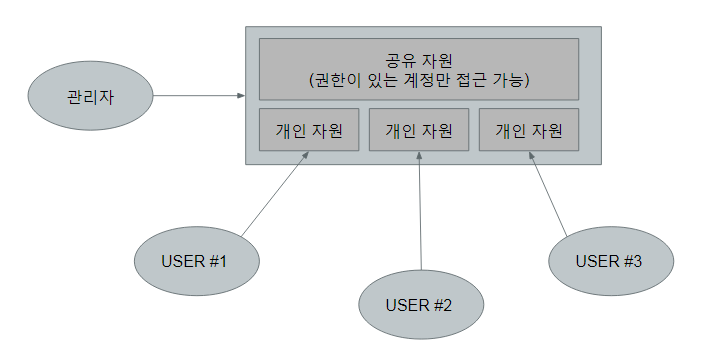 공유 자원
(권한이 있는 계정만 접근 가능)
관리자
개인 자원
개인 자원
개인 자원
USER #1
USER #2
USER #3